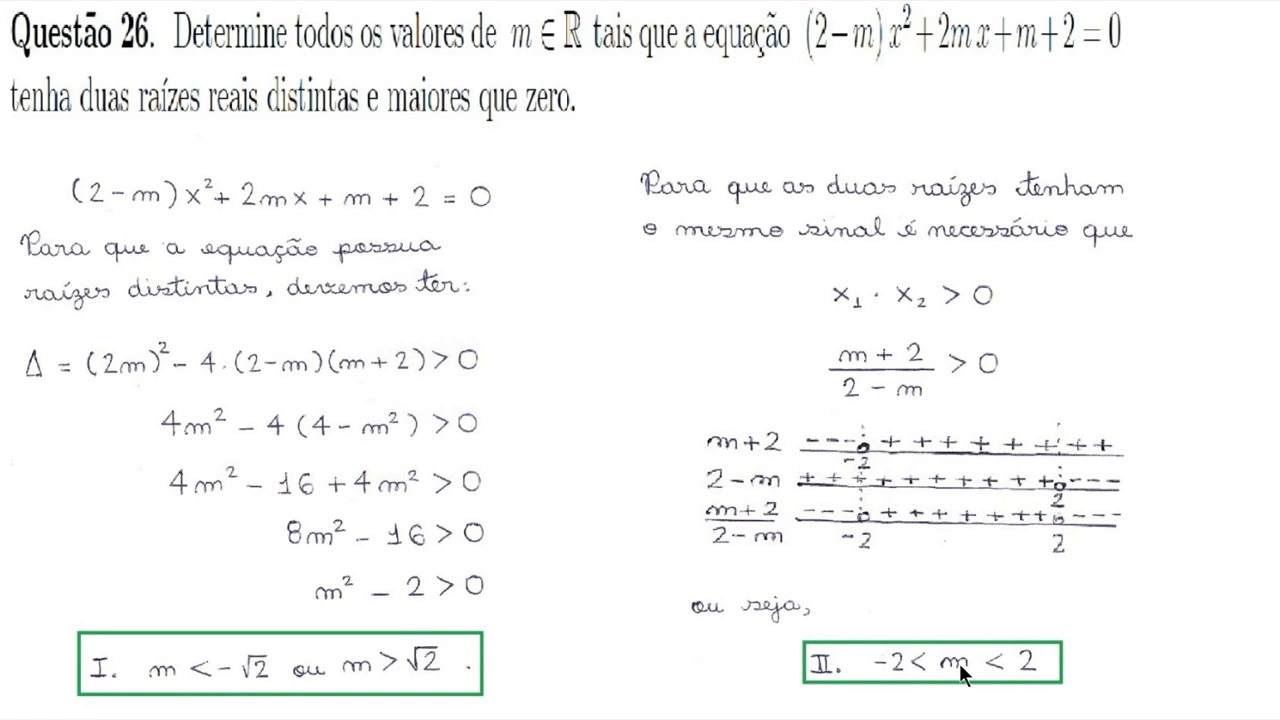 Questão 26. Determine todos os valores de m ∈ ℝ tais que a equação (2−m)x²+2mx+m+2=0
tenha duas raízes reais distintas e maiores que zero.
(2-m)x² + 2mx + m + 2 = 0
Para que a equação possua
raízes distintas, devemos ter:
Δ = (2m)² - 4.(2-m)(m+2) > 0
4m² - 4 (4 - m²) > 0
4m² - 16 + 4m² > 0
8m² - 16 > 0
m² - 2 > 0
I. m < -√2 ou m > √2 .
Para que as duas raízes tenham
o mesmo sinal é necessário que
x₁ · x₂ > 0
m + 2 / 2 - m > 0
m+2 - - - + + + + + + + +
-2
2-m + + + + + + + + + + + - - -
2
m+2 / 2-m - - - + + + + + + + - - -
-2 2
ou seja,
II. -2 < m < 2